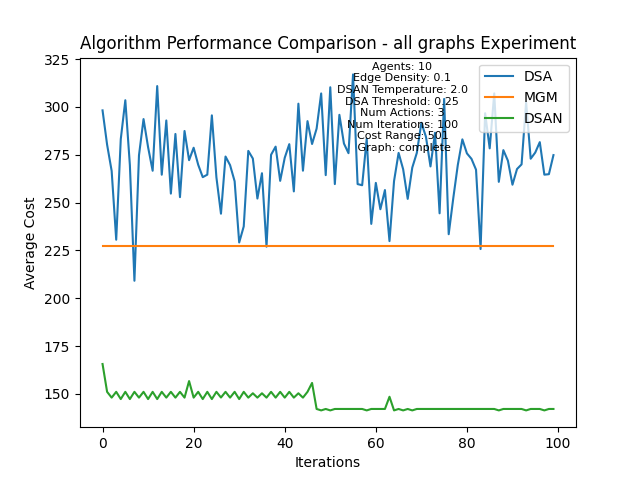 Algorithm Performance Comparison - all graphs Experiment
Agents: 10
Edge Density: 0.1
DSAN Temperature: 2.0
DSA Threshold: 0.25
Num Actions: 3
Num Iterations: 100
Cost Range: 501
Graph: complete
DSA
MGM
DSAN
Average Cost
325
300
275
250
225
200
175
150
0 20 40 60 80 100
Iterations